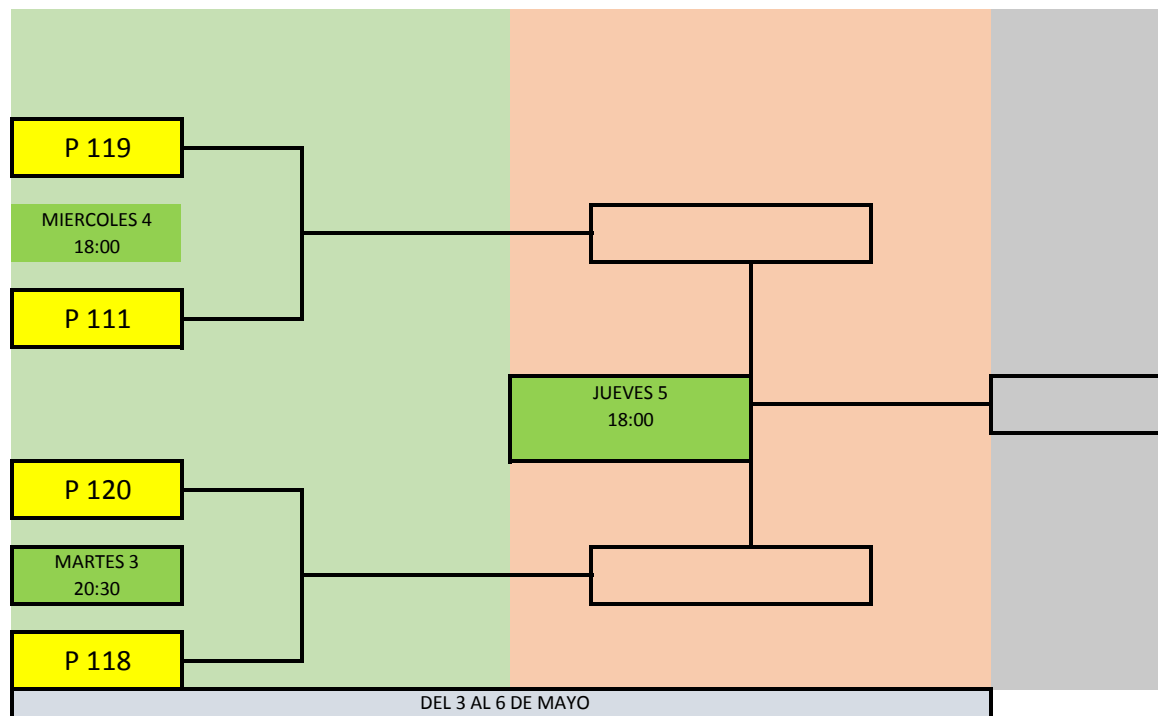 P 119
MIERCOLES 4
18:00
P 111
JUEVES 5
18:00
P 120
MARTES 3
20:30
P 118
DEL 3 AL 6 DE MAYO